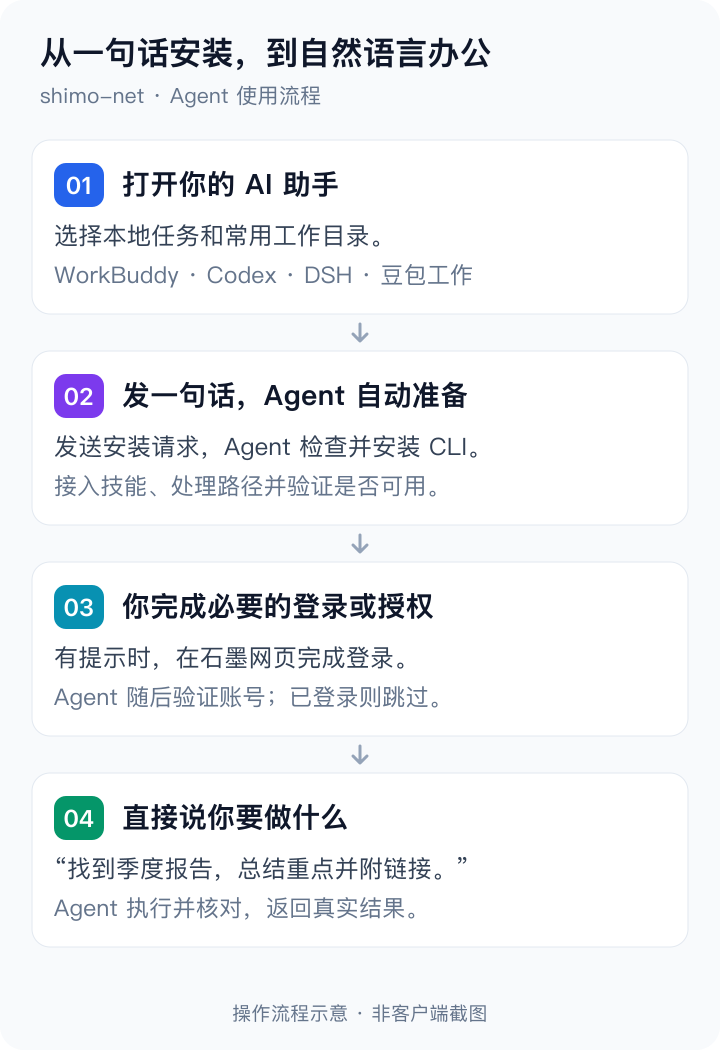 从一句话安装，到自然语言办公
shimo-net · Agent 使用流程
01 打开你的 AI 助手
选择本地任务和常用工作目录。
WorkBuddy · Codex · DSH · 豆包工作
02 发一句话，Agent 自动准备
发送安装请求，Agent 检查并安装 CLI。
接入技能、处理路径并验证是否可用。
03 你完成必要的登录或授权
有提示时，在石墨网页完成登录。
Agent 随后验证账号；已登录则跳过。
04 直接说你要做什么
“找到季度报告，总结重点并附链接。”
Agent 执行并核对，返回真实结果。
操作流程示意 · 非客户端截图